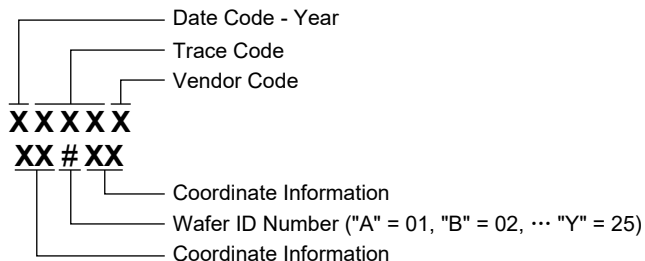 Date Code - Year
Trace Code
Vendor Code
XXXXX
XX#XX
Coordinate Information
Wafer ID Number ("A" = 01, "B" = 02, ··· "Y" = 25)
Coordinate Information